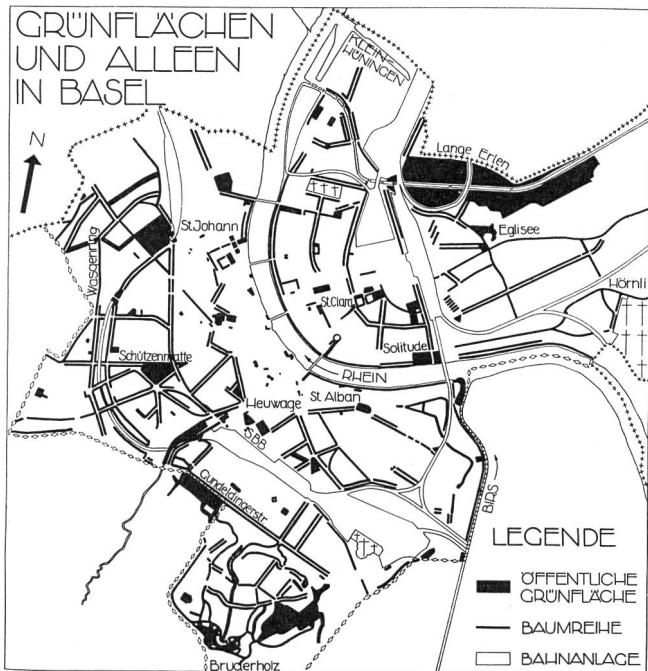 GRÜNFLÄCHEN
UND ALLEEN
IN BASEL
N
KLEIN-
HÜNINGEN
Lange Erlen
Eglisee
Hörnli
St.Johann
Wasgenring
St.Clara
Schützenmatte
Solitude
RHEIN
Heuwage
St Alban
SBB
Gundeldingerstr
BIRS
Bruderholz
LEGENDE
ÖFFENTLICHE
GRÜNFLÄCHE
BAUMREIHE
BAHNANLAGE